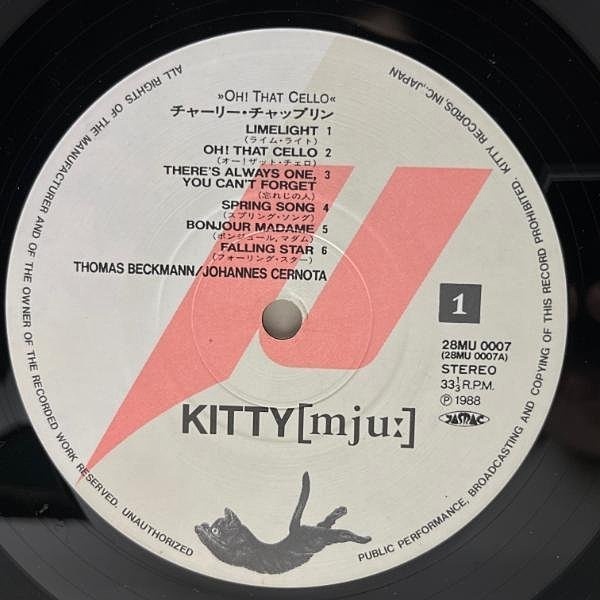 »OH! THAT CELLO«
チャーリー・チャップリン
LIMELIGHT 1
(ライム・ライト)
OH! THAT CELLO 2
(オー!ザット・チェロ)
THERE'S ALWAYS ONE, 3
YOU CAN'T FORGET
(忘れじの人)
SPRING SONG 4
(スプリング・ソング)
BONJOUR MADAME 5
(ボンジュール,マダム)
FALLING STAR 6
(フォーリング・スター)
THOMAS BECKMANN/JOHANNES CERNOTA
1
28MU 0007
(28MU 0007A)
STEREO
33⅓ R.P.M.
Ⓟ 1988
JASRAC
KITTY[mju:]
ALL RIGHTS OF THE MANUFACTURER AND OF THE OWNER OF THE RECORDED WORK RESERVED. UNAUTHORIZED PUBLIC PERFORMANCE, BROADCASTING AND COPYING OF THIS RECORD PROHIBITED. KITTY RECORDS, INC., JAPAN